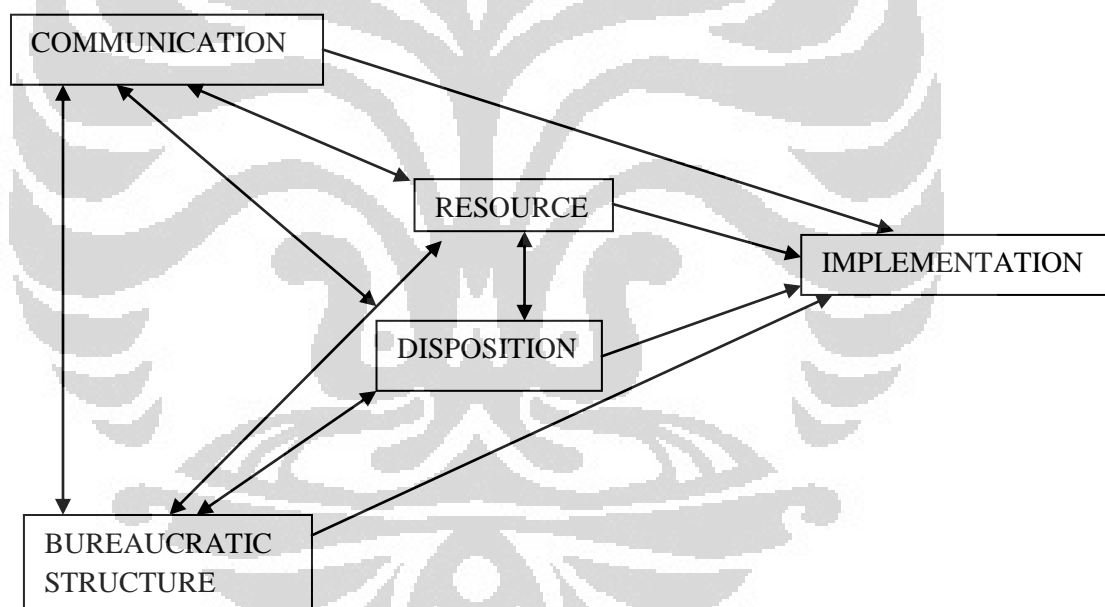 COMMUNICATION
RESOURCE
IMPLEMENTATION
DISPOSITION
BUREAUCRATIC
STRUCTURE